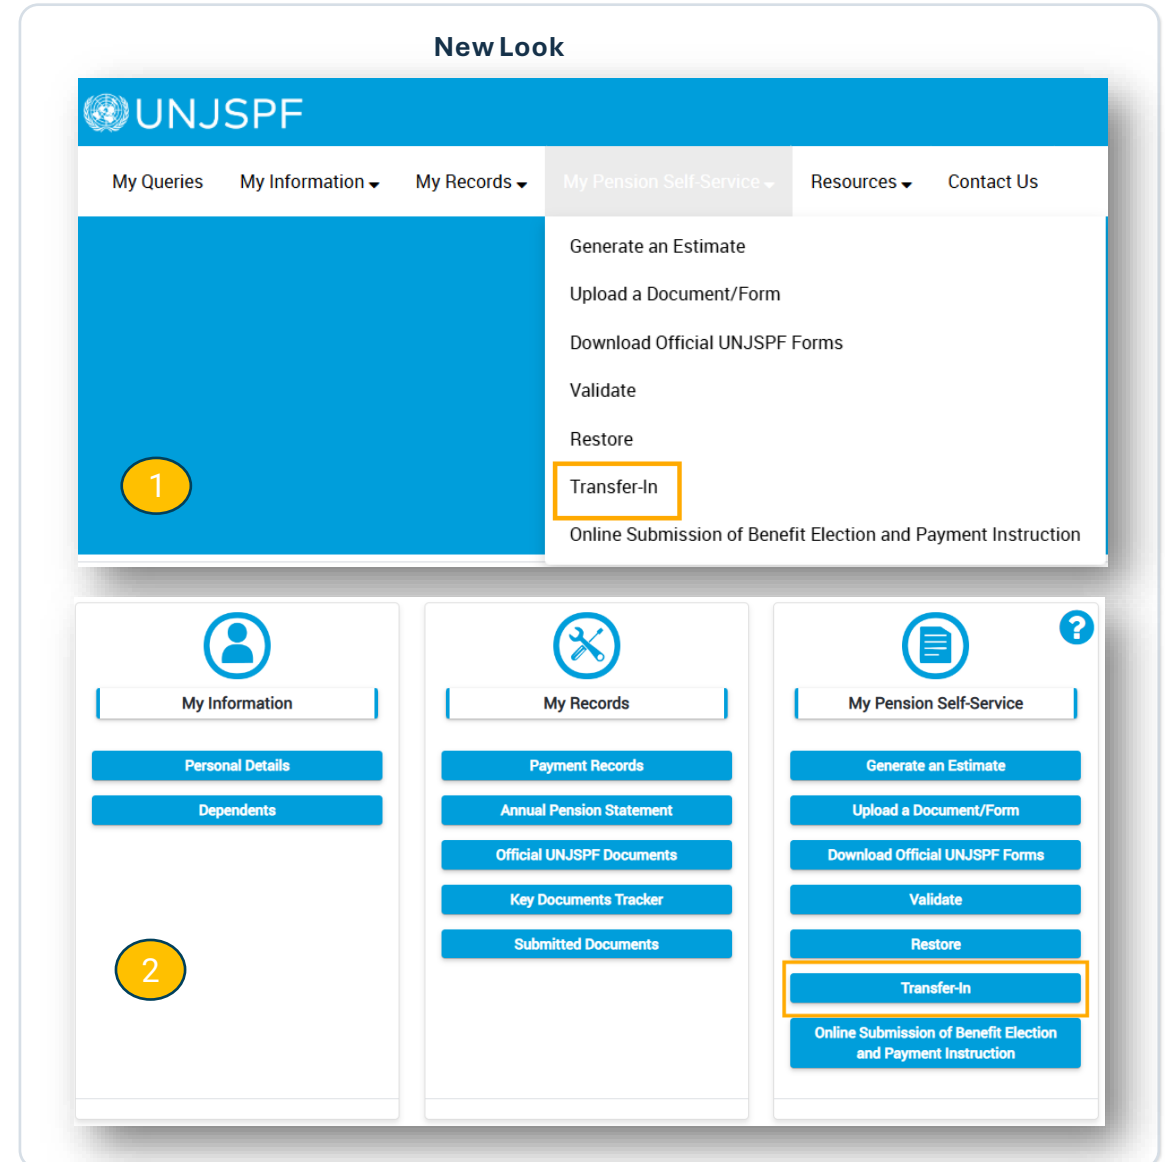 New Look
UNJSPF
My Queries My Information My Records My Pension Self-Service Resources Contact Us
Generate an Estimate
Upload a Document/Form
Download Official UNJSPF Forms
Validate
Restore
1
Transfer-In
Online Submission of Benefit Election and Payment Instruction
?
My Information
Personal Details
Dependents
2
My Records
Payment Records
Annual Pension Statement
Official UNJSPF Documents
Key Documents Tracker
Submitted Documents
My Pension Self-Service
Generate an Estimate
Upload a Document/Form
Download Official UNJSPF Forms
Validate
Restore
Transfer-In
Online Submission of Benefit Election
and Payment Instruction